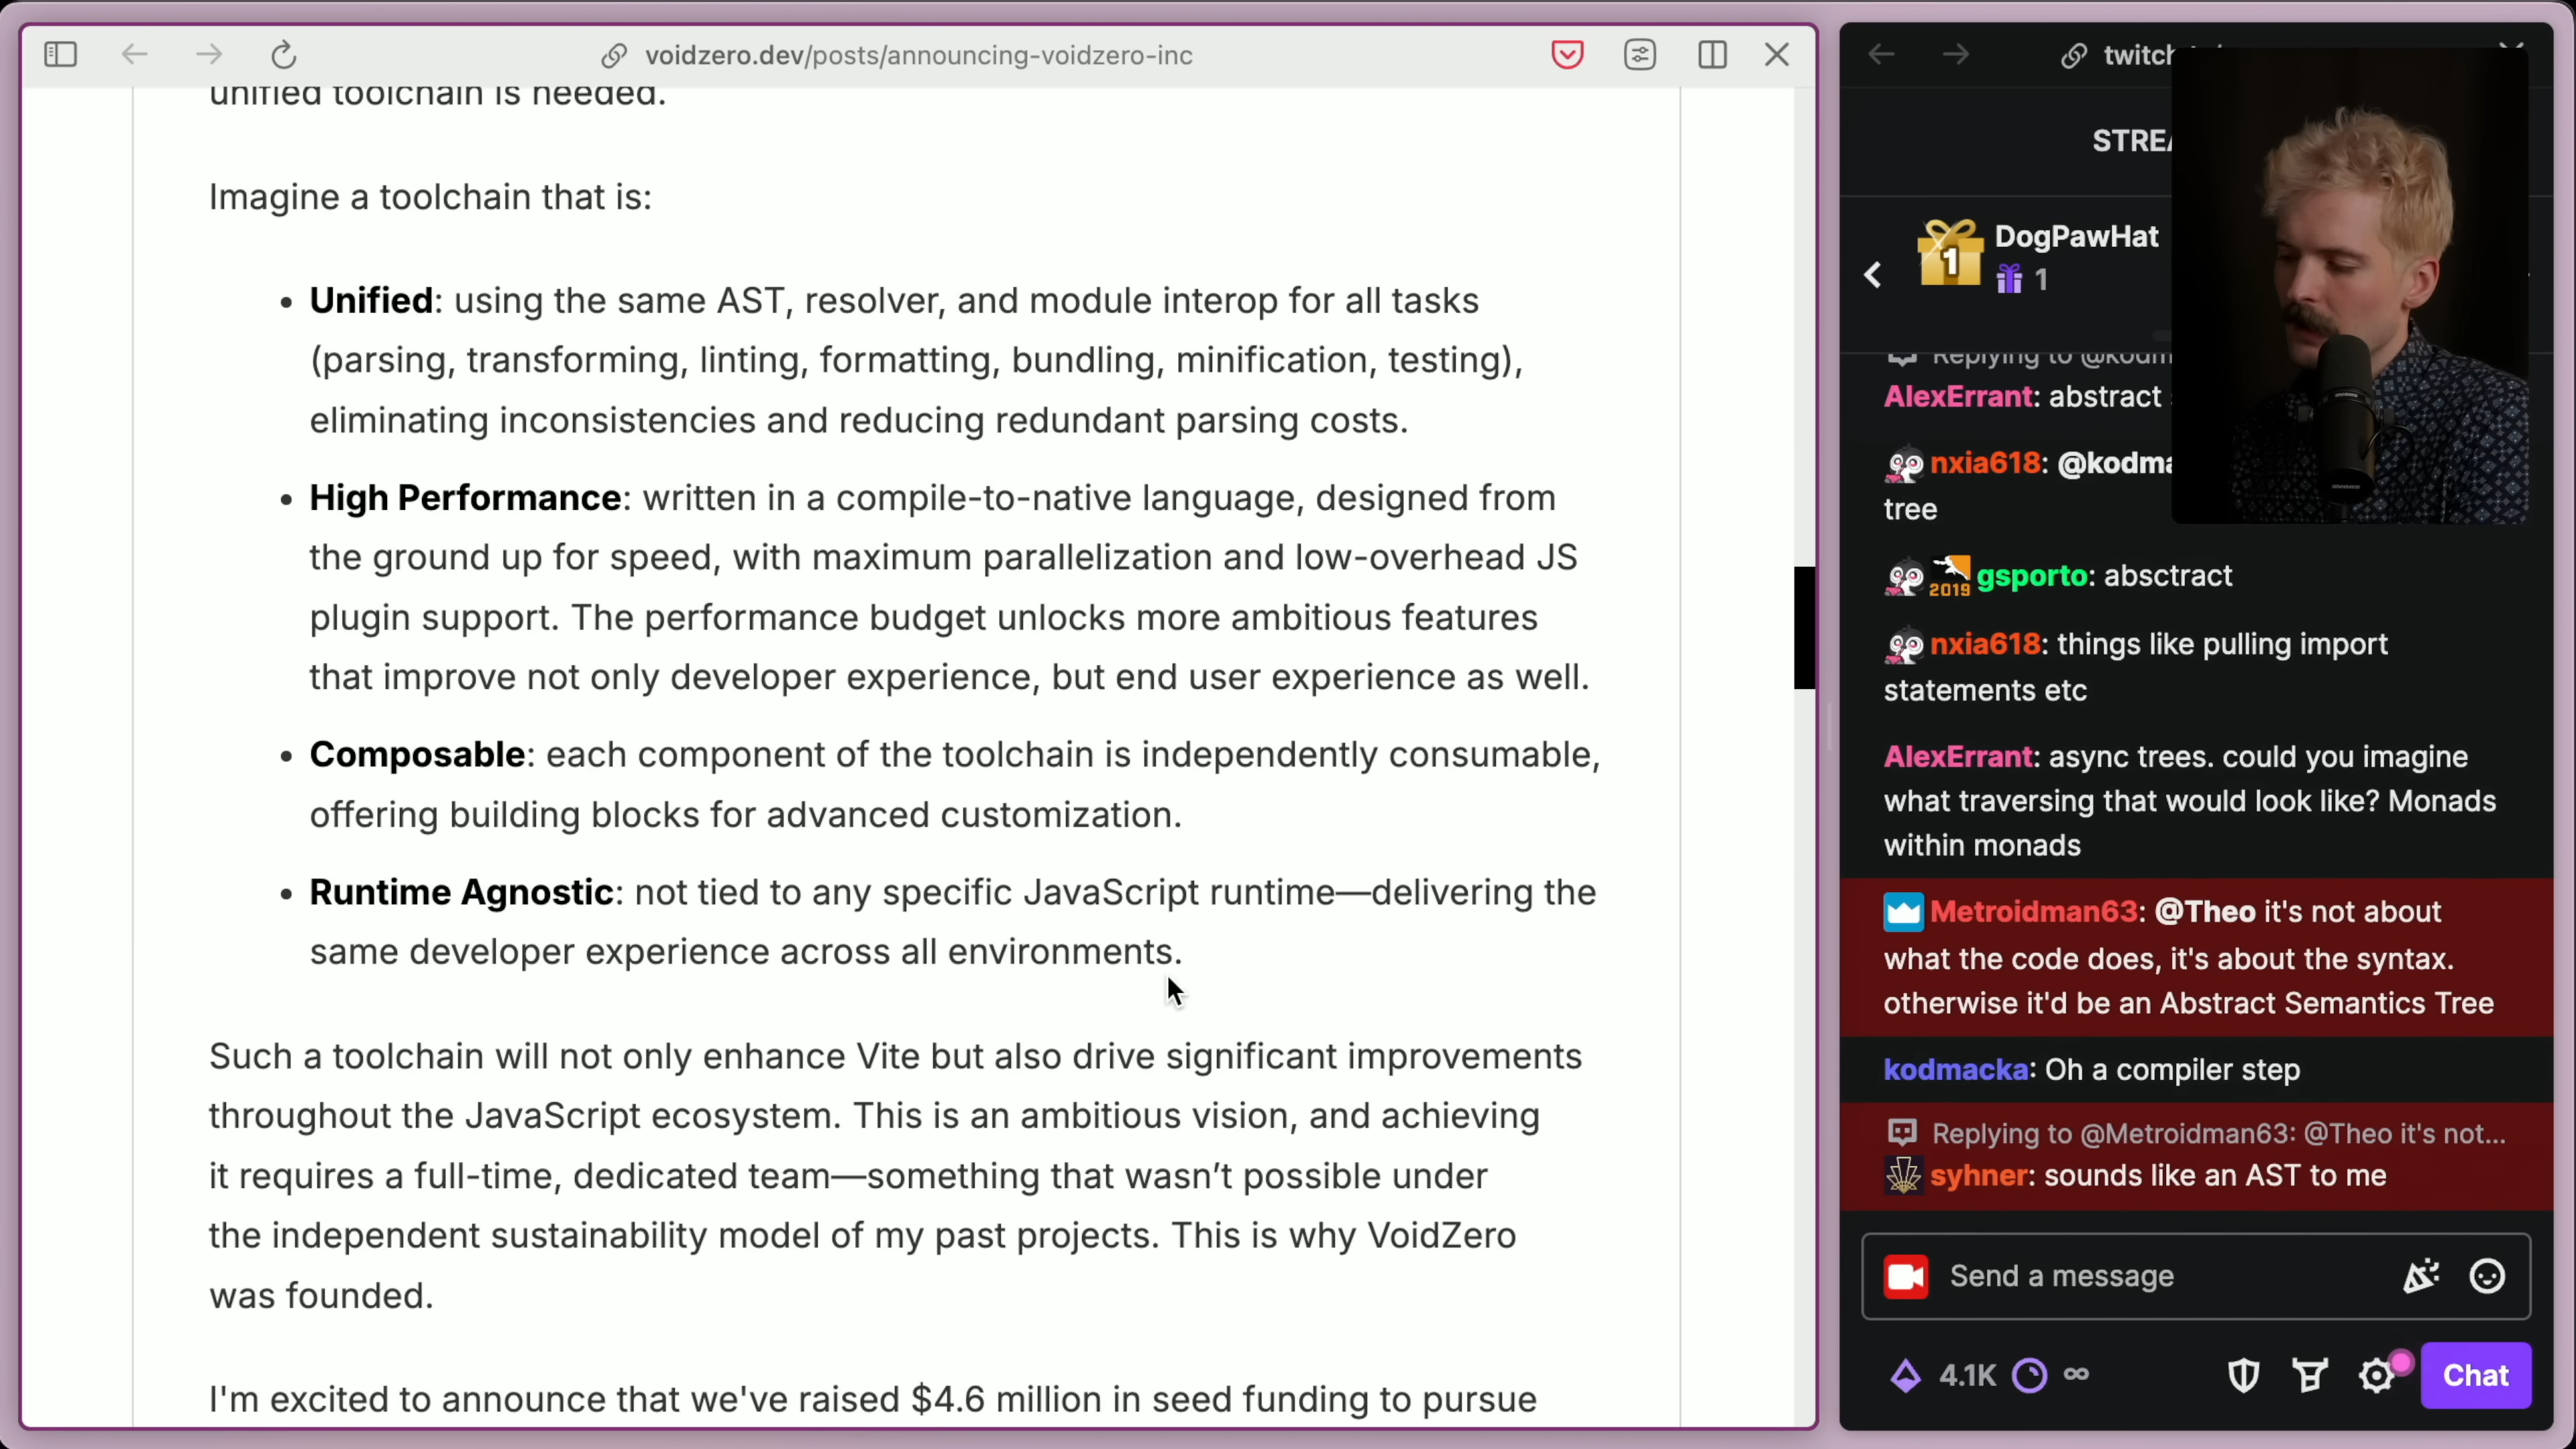 voidzero.dev/posts/announcing-voidzero-inc
unified toolchain is needed.
Imagine a toolchain that is:
• Unified: using the same AST, resolver, and module interop for all tasks
(parsing, transforming, linting, formatting, bundling, minification, testing),
eliminating inconsistencies and reducing redundant parsing costs.
• High Performance: written in a compile-to-native language, designed from
the ground up for speed, with maximum parallelization and low-overhead JS
plugin support. The performance budget unlocks more ambitious features
that improve not only developer experience, but end user experience as well.
• Composable: each component of the toolchain is independently consumable,
offering building blocks for advanced customization.
• Runtime Agnostic: not tied to any specific JavaScript runtime—delivering the
same developer experience across all environments.
Such a toolchain will not only enhance Vite but also drive significant improvements
throughout the JavaScript ecosystem. This is an ambitious vision, and achieving
it requires a full-time, dedicated team—something that wasn’t possible under
the independent sustainability model of my past projects. This is why VoidZero
was founded.
I'm excited to announce that we've raised $4.6 million in seed funding to pursue
twitch
STREA
1
DogPawHat
1
Replying to @kodm
AlexErrant: abstract
nxia618: @kodma
tree
2019 gsporto: absctract
nxia618: things like pulling import
statements etc
AlexErrant: async trees. could you imagine
what traversing that would look like? Monads
within monads
Metroidman63: @Theo it's not about
what the code does, it's about the syntax.
otherwise it'd be an Abstract Semantics Tree
kodmacka: Oh a compiler step
Replying to @Metroidman63: @Theo it's not...
syhner: sounds like an AST to me
Send a message
4.1K ∞
Chat